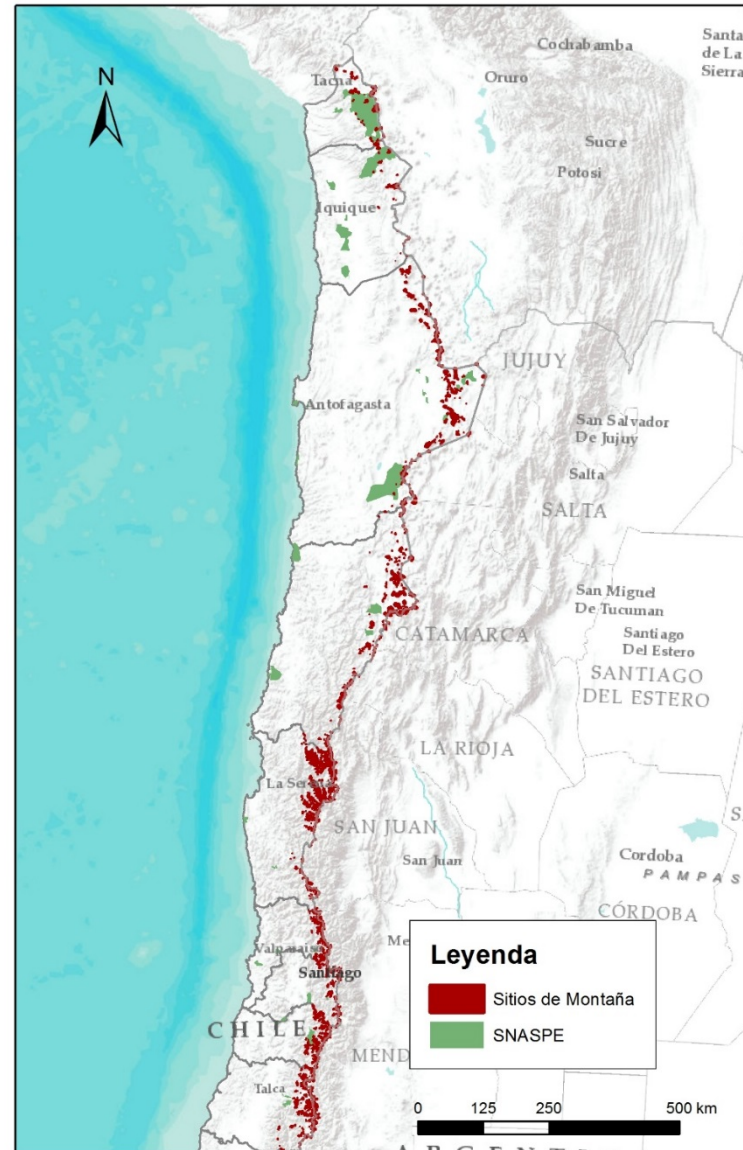 Santa
de La
Sierra
Cochabamba
Oruro
N
Tacna
Sucre
Potosi
Iquique
JUJUY
Antofagasta
San Salvador
De Jujuy
Salta
SALTA
San Miguel
De Tucuman
Santiago
Del Estero
CATAMARCA
SANTIAGO
DEL ESTERO
LA RIOJA
La Serena
SAN JUAN
San Juan
Cordoba
PAMPAS
CÓRDOBA
Valparaiso
Me
Santiago
Leyenda
Sitios de Montaña
SNASPE
CHILE
MEND
Talca
0 125 250 500 km